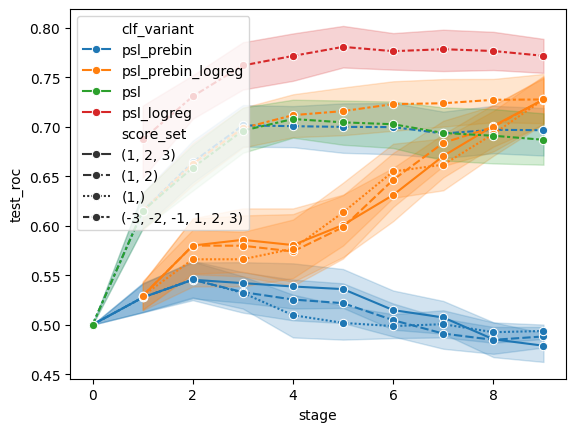 0.80
0.75
0.70
0.65
0.60
0.55
0.50
0.45
test_roc
clf_variant
psl_prebin
psl_prebin_logreg
psl
psl_logreg
score_set
(1, 2, 3)
(1, 2)
(1,)
(-3, -2, -1, 1, 2, 3)
0 2 4 6 8
stage